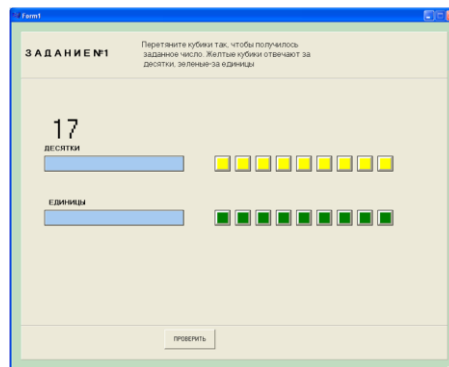 Form1
ЗАДАНИЕ№1
Перетяните кубики так, чтобы получилось
заданное число. Желтые кубики отвечают за
десятки, зеленые-за единицы
17
ДЕСЯТКИ
ЕДИНИЦЫ
ПРОВЕРИТЬ